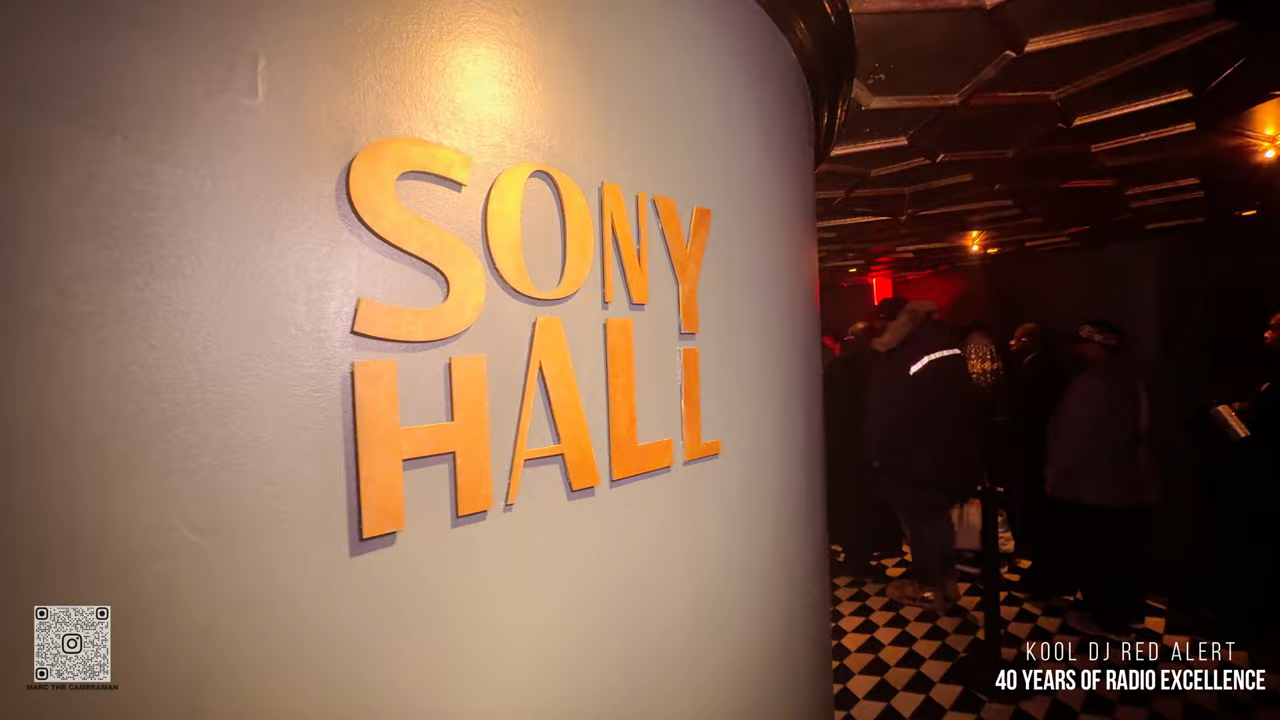 SONY
HALL
MARC THE CAMERAMAN
KOOL DJ RED ALERT
40 YEARS OF RADIO EXCELLENCE